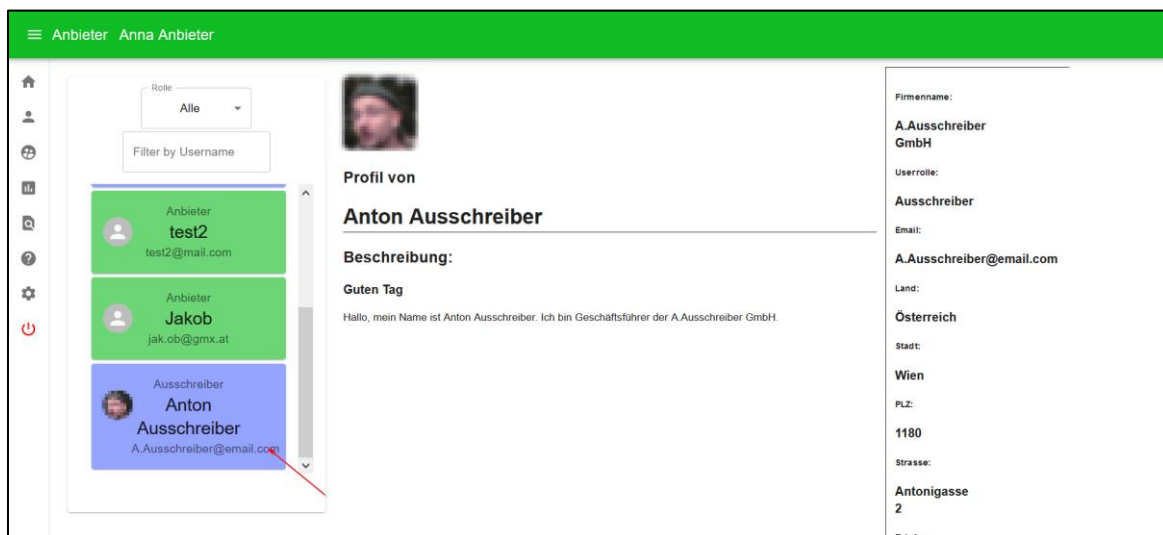 Anbieter Anna Anbieter
Rolle
Alle
Filter by Username
Anbieter
test2
test2@mail.com
Anbieter
Jakob
jak.ob@gmx.at
Ausschreiber
Anton
Ausschreiber
A.Ausschreiber@email.com
Profil von
Anton Ausschreiber
Beschreibung:
Guten Tag
Hallo, mein Name ist Anton Ausschreiber. Ich bin Geschäftsführer der A.Ausschreiber GmbH.
Firmenname:
A.Ausschreiber
GmbH
Userrolle:
Ausschreiber
Email:
A.Ausschreiber@email.com
Land:
Österreich
Stadt:
Wien
PLZ:
1180
Strasse:
Antonigasse
2